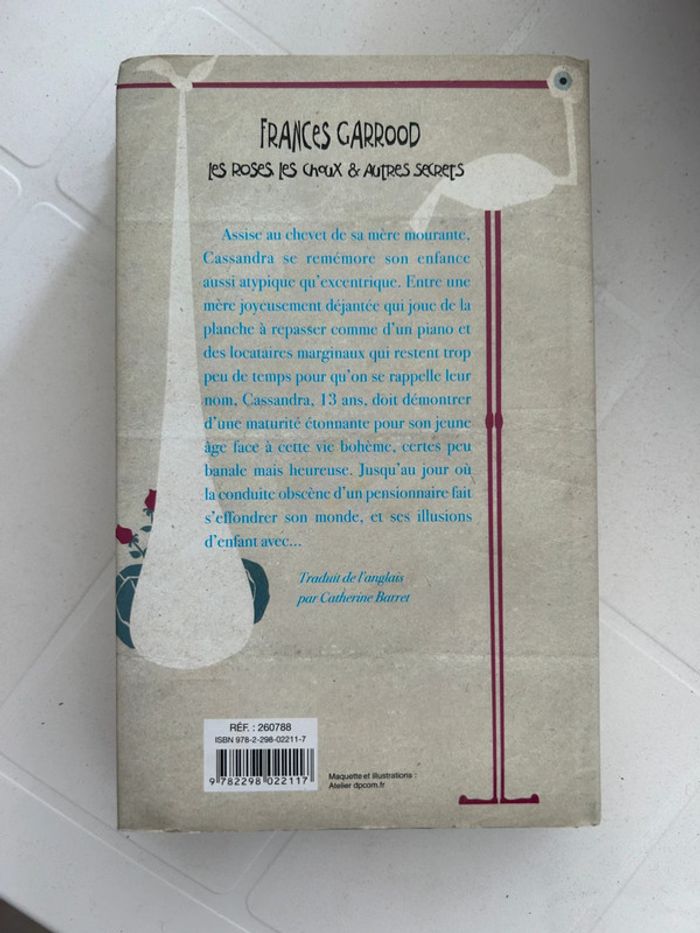 FRANCES GARROOD
Les Roses, Les Choux & Autres Secrets
Assise au chevet de sa mère mourante,
Cassandra se remémore son enfance
aussi atypique qu'excentrique. Entre une
mère joyeusement déjantée qui joue de la
planche à repasser comme d'un piano et
des locataires marginaux qui restent trop
peu de temps pour qu'on se rappelle leur
nom, Cassandra, 13 ans, doit démontrer
d'une maturité étonnante pour son jeune
âge face à cette vie bohème, certes peu
banale mais heureuse. Jusqu'au jour où
la conduite obscène d'un pensionnaire fait
s'effondrer son monde, et ses illusions
d'enfant avec...
Traduit de l'anglais
par Catherine Barret
RÉF. : 260788
ISBN 978-2-298-02211-7
9 782298 022117
Maquette et illustrations :
Atelier dpcom.fr